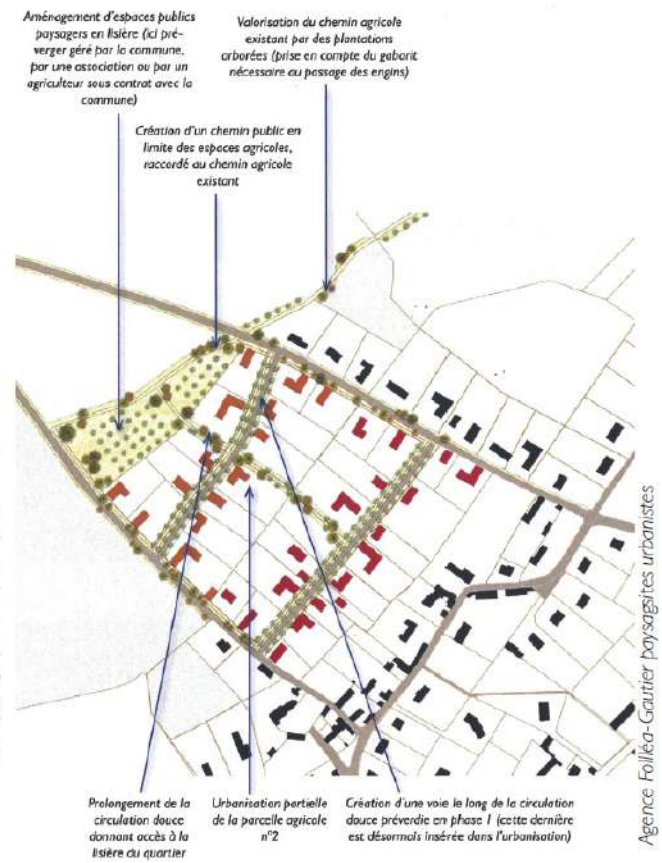 Aménagement d'espaces publics
paysagers en lisière (ici pré-
verger géré par la commune,
par une association ou par un
agriculteur sous contrat avec la
commune)
Valorisation du chemin agricole
existant par des plantations
arborées (prise en compte du gabarit
nécessaire au passage des engins)
Création d'un chemin public en
limite des espaces agricoles,
raccordé au chemin agricole
existant
Prolongement de la
circulation douce
donnant accès à la
lisière du quartier
Urbanisation partielle
de la parcelle agricole
n°2
Création d'une voie le long de la circulation
douce préverdie en phase 1 (cette dernière
est désormais insérée dans l'urbanisation)
Agence Folléa-Gautier paysagsites urbanistes